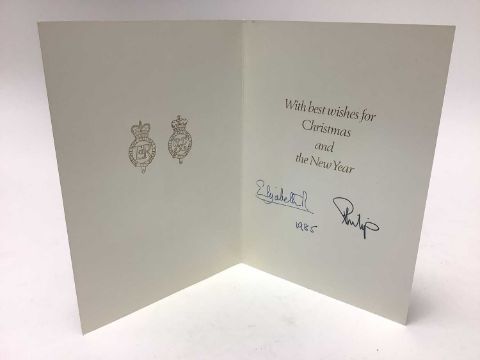 With best wishes for
Christmas
and
the New Year
Elizabeth R
Philip
1985